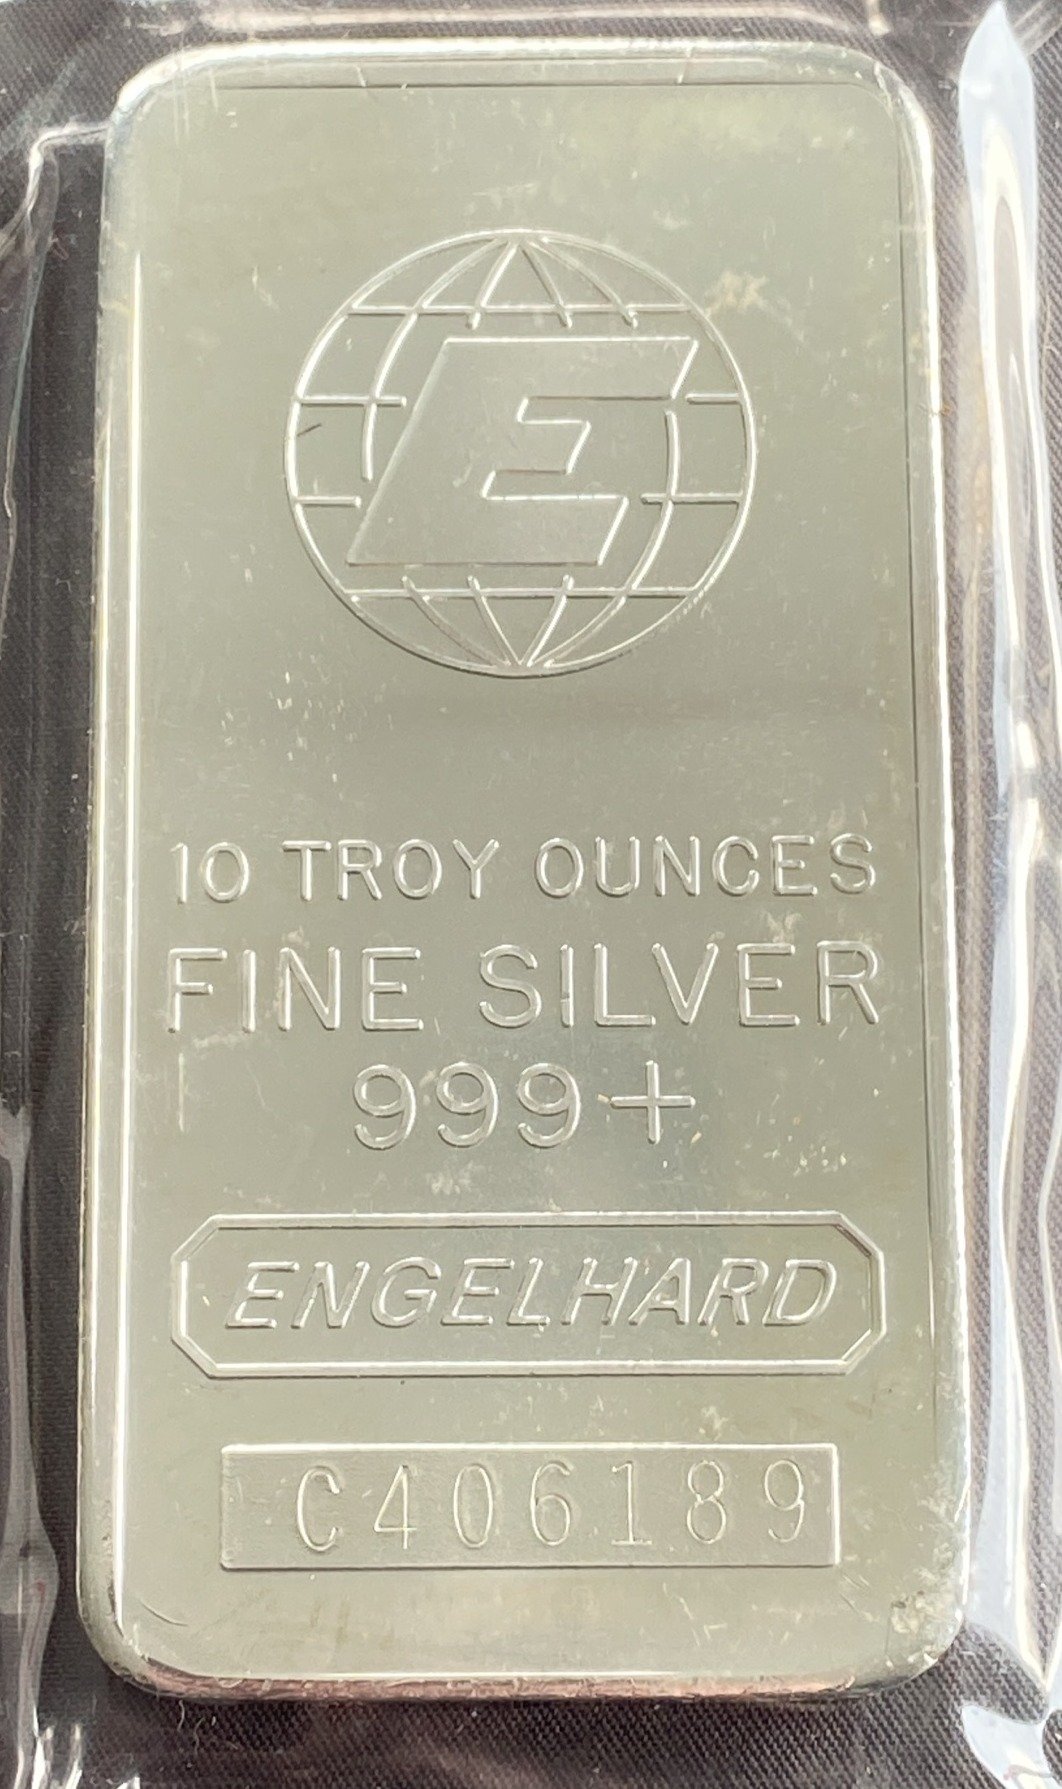 E
10 TROY OUNCES
FINE SILVER
999+
ENGELHARD
C406189